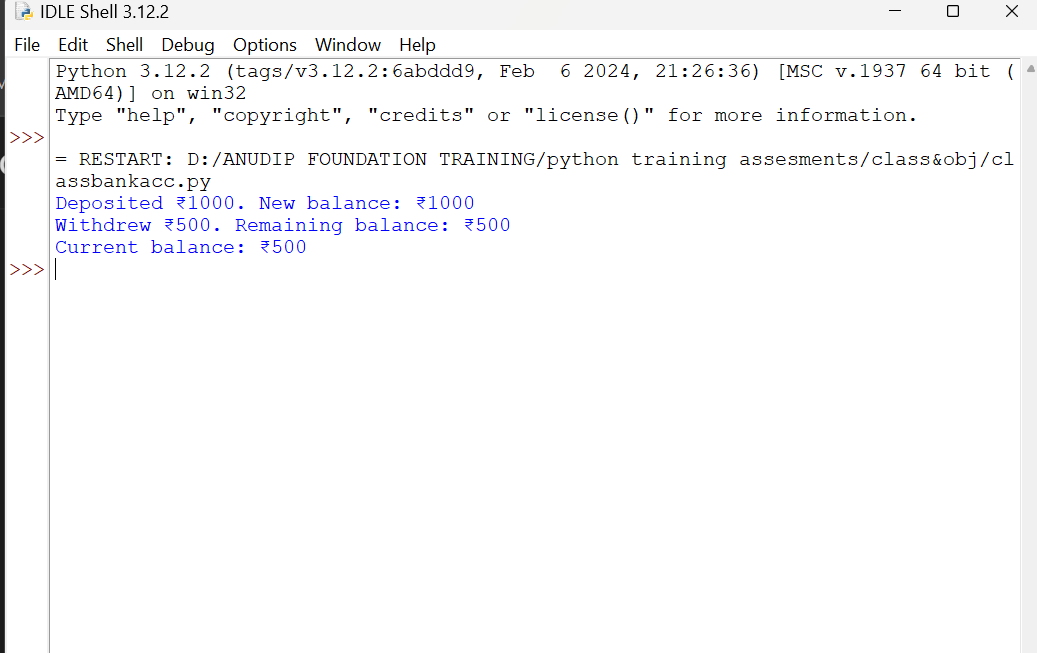 IDLE Shell 3.12.2
File Edit Shell Debug Options Window Help
Python 3.12.2 (tags/v3.12.2:6abddd9, Feb  6 2024, 21:26:36) [MSC v.1937 64 bit (
AMD64)] on win32
Type "help", "copyright", "credits" or "license()" for more information.
>>>
= RESTART: D:/ANUDIP FOUNDATION TRAINING/python training assesments/class&obj/cl
assbankacc.py
Deposited ₹1000. New balance: ₹1000
Withdrew ₹500. Remaining balance: ₹500
Current balance: ₹500
>>>